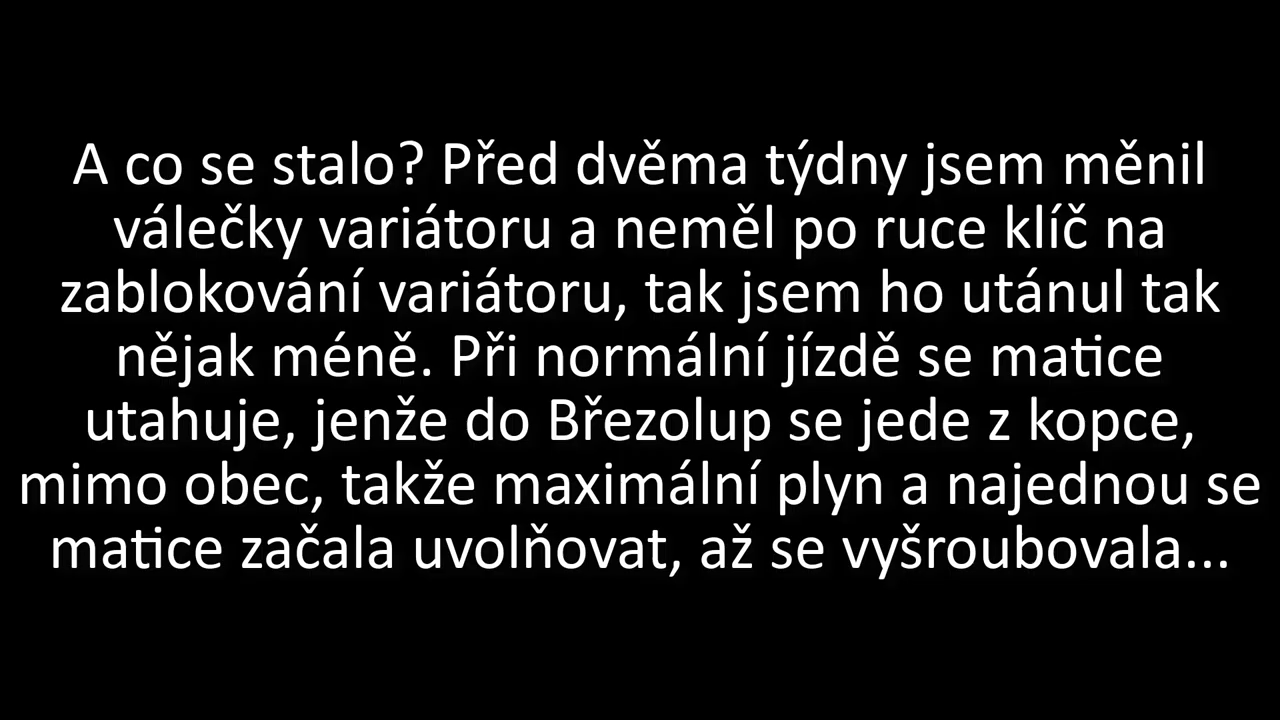 A co se stalo? Před dvěma týdny jsem měnil
válečky variátoru a neměl po ruce klíč na
zablokování variátoru, tak jsem ho utánul tak
nějak méně. Při normální jízdě se matice
utahuje, jenže do Březolup se jede z kopce,
mimo obec, takže maximální plyn a najednou se
matice začala uvolňovat, až se vyšroubovala...